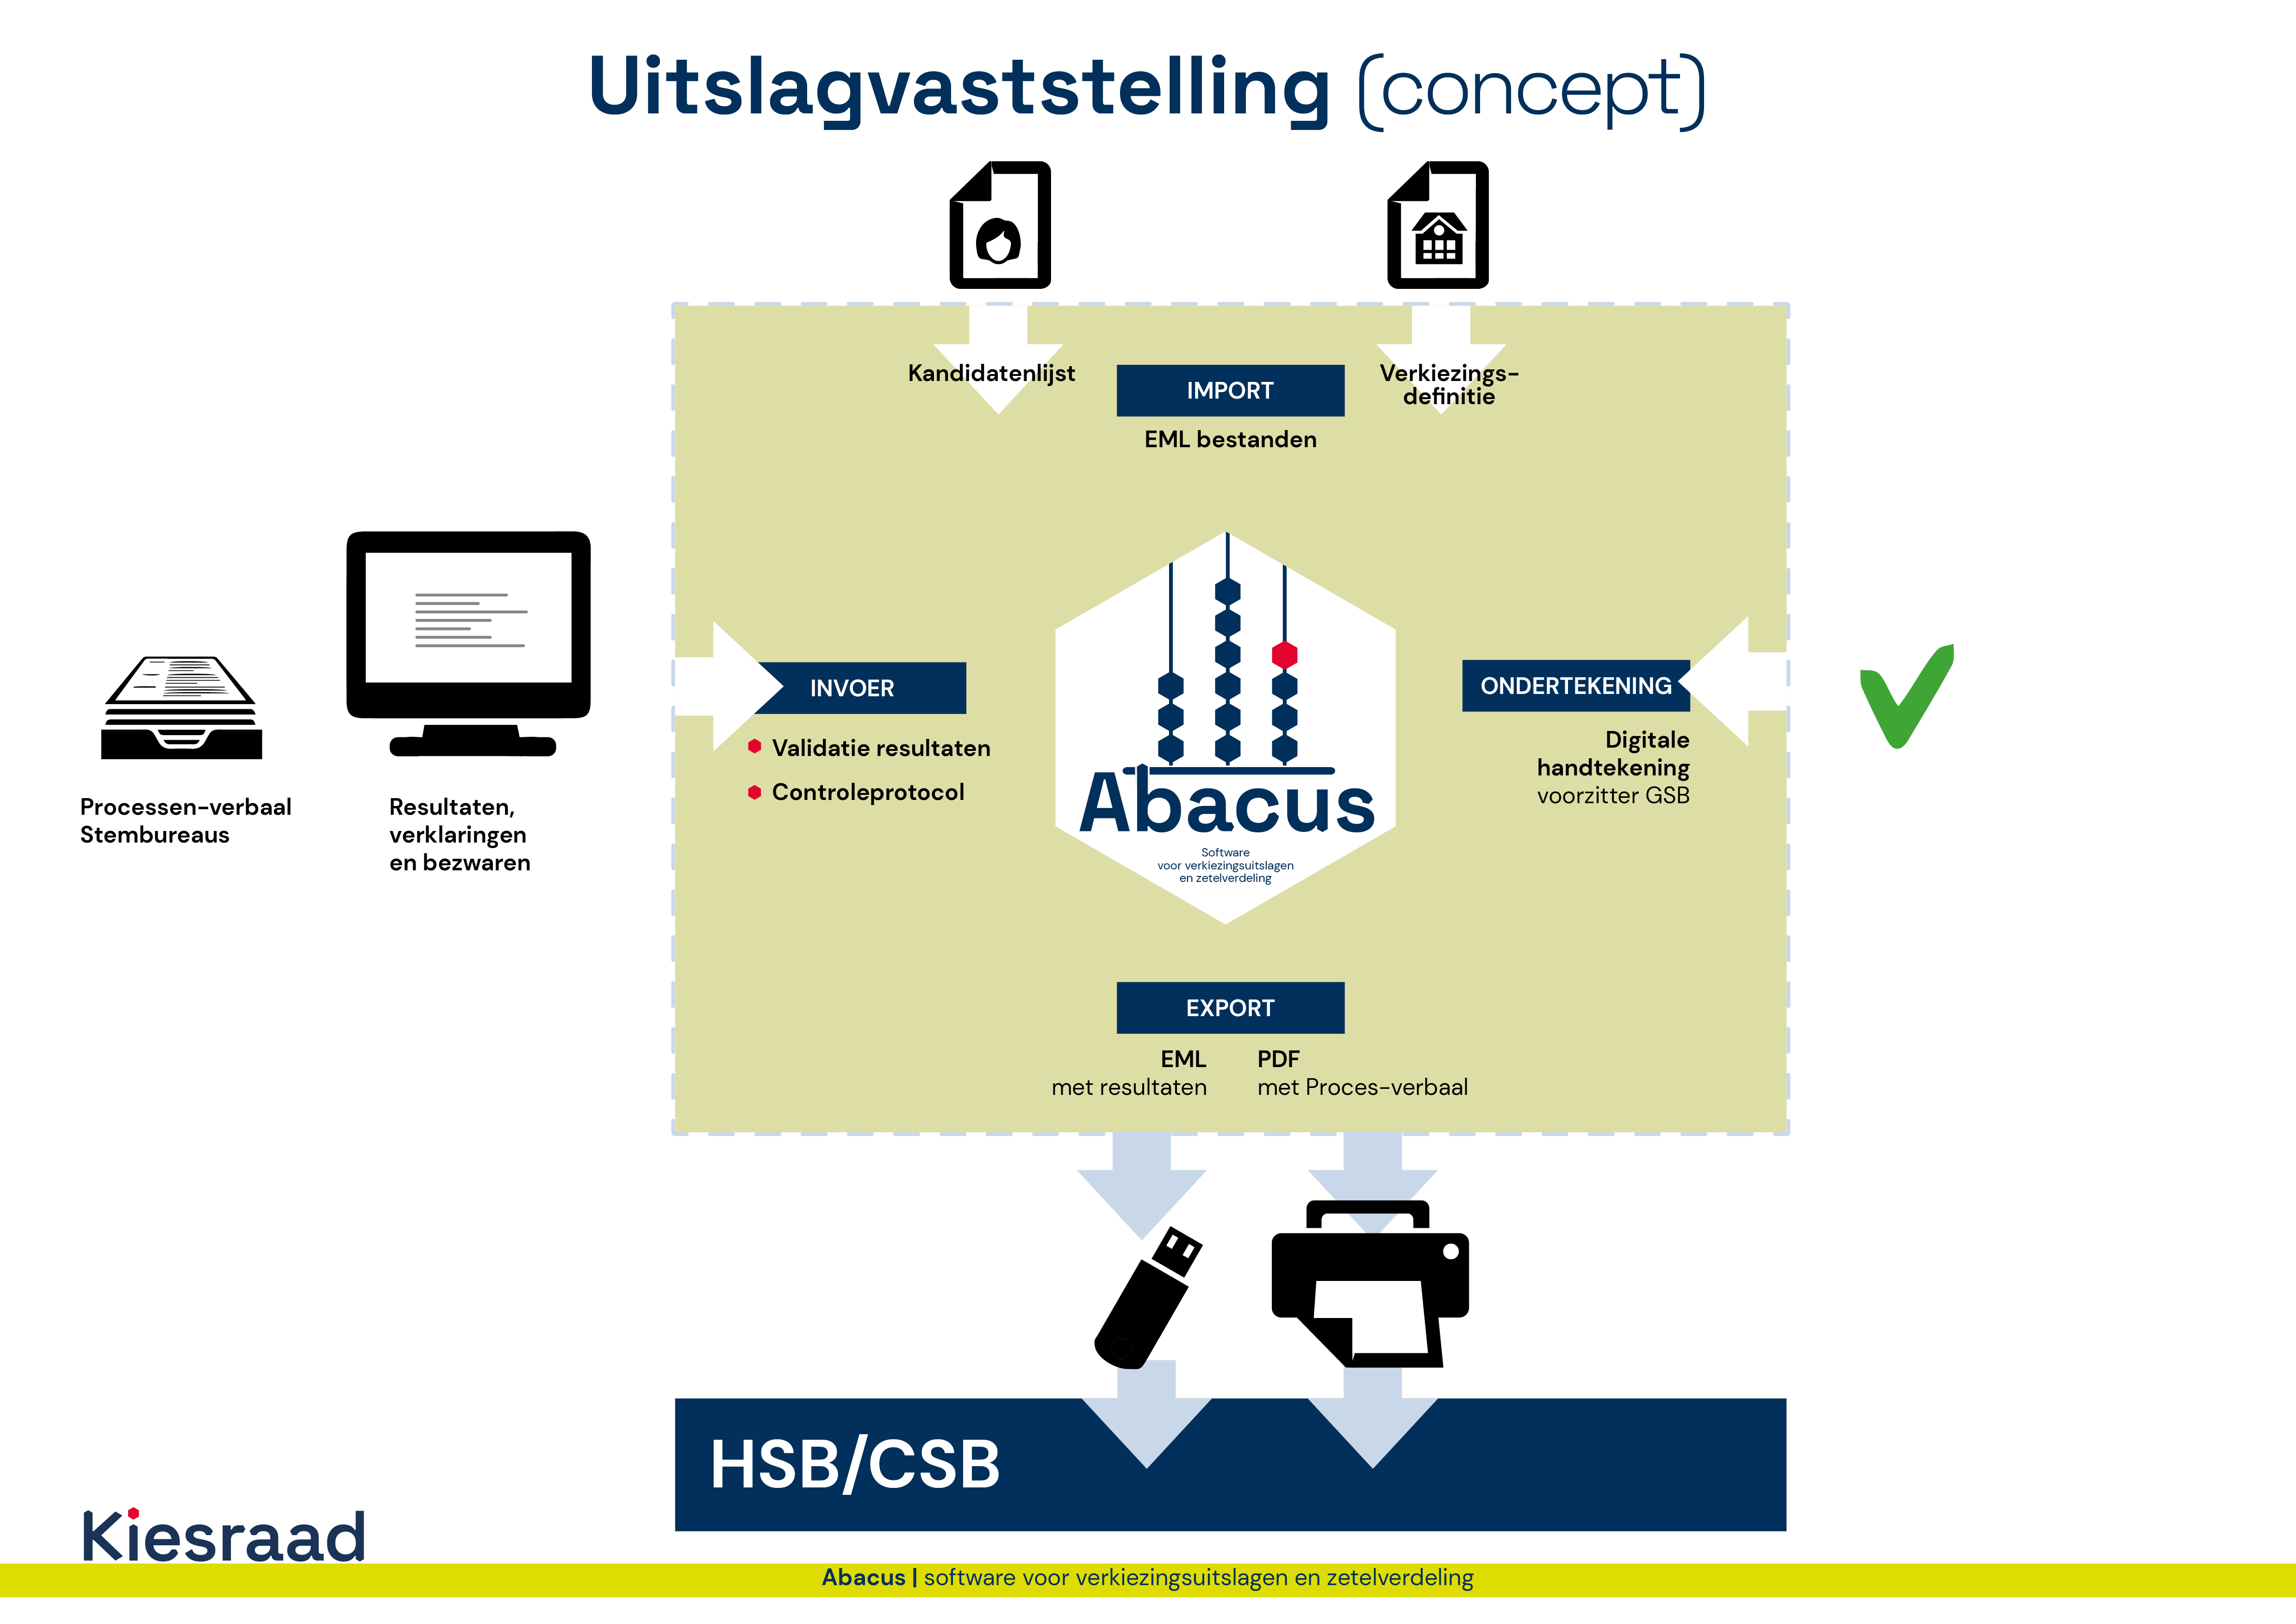 Uitslagvaststelling (concept)
Kandidatenlijst
IMPORT
EML bestanden
Verkiezings-
definitie
Processen-verbaal
Stembureaus
Resultaten,
verklaringen
en bezwaren
INVOER
Validatie resultaten
Controleprotocol
Abacus
Software
voor verkiezingsuitslagen
en zetelverdeling
ONDERTEKENING
Digitale
handtekening
voorzitter GSB
EXPORT
EML
met resultaten
PDF
met Proces-verbaal
HSB/CSB
Kiesraad
Abacus | software voor verkiezingsuitslagen en zetelverdeling